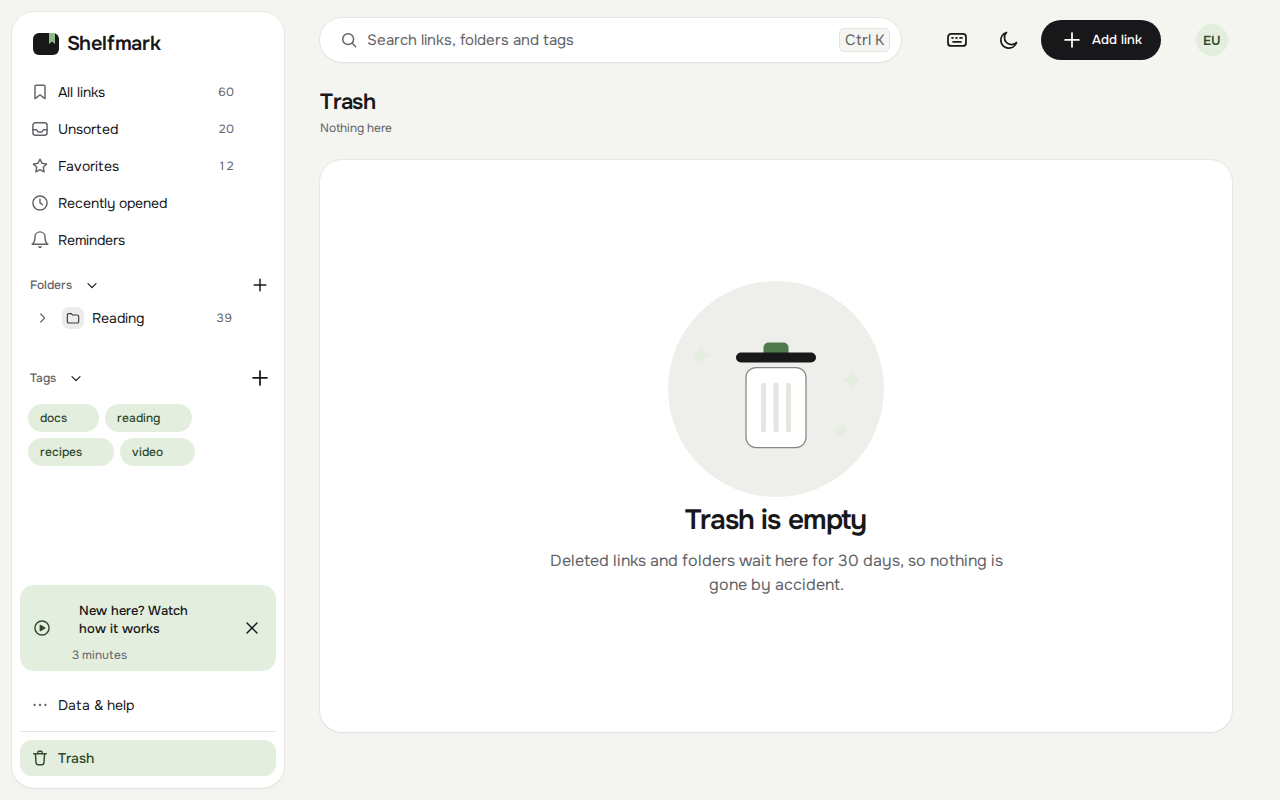 Shelfmark
All links 60
Unsorted 20
Favorites 12
Recently opened
Reminders
Folders
Reading 39
Tags
docs reading
recipes video
New here? Watch
how it works
3 minutes
Data & help
Trash
Search links, folders and tags Ctrl K
Add link
EU
Trash
Nothing here
Trash is empty
Deleted links and folders wait here for 30 days, so nothing is
gone by accident.